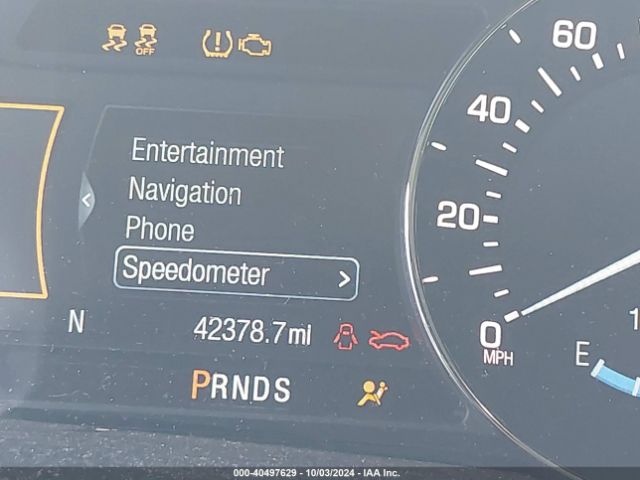 OFF
60
40
20
0
MPH
Entertainment
Navigation
Phone
Speedometer
N
42378.7mi
PRNDS
1
E
000-40497629 - 10/03/2024 - IAA Inc.